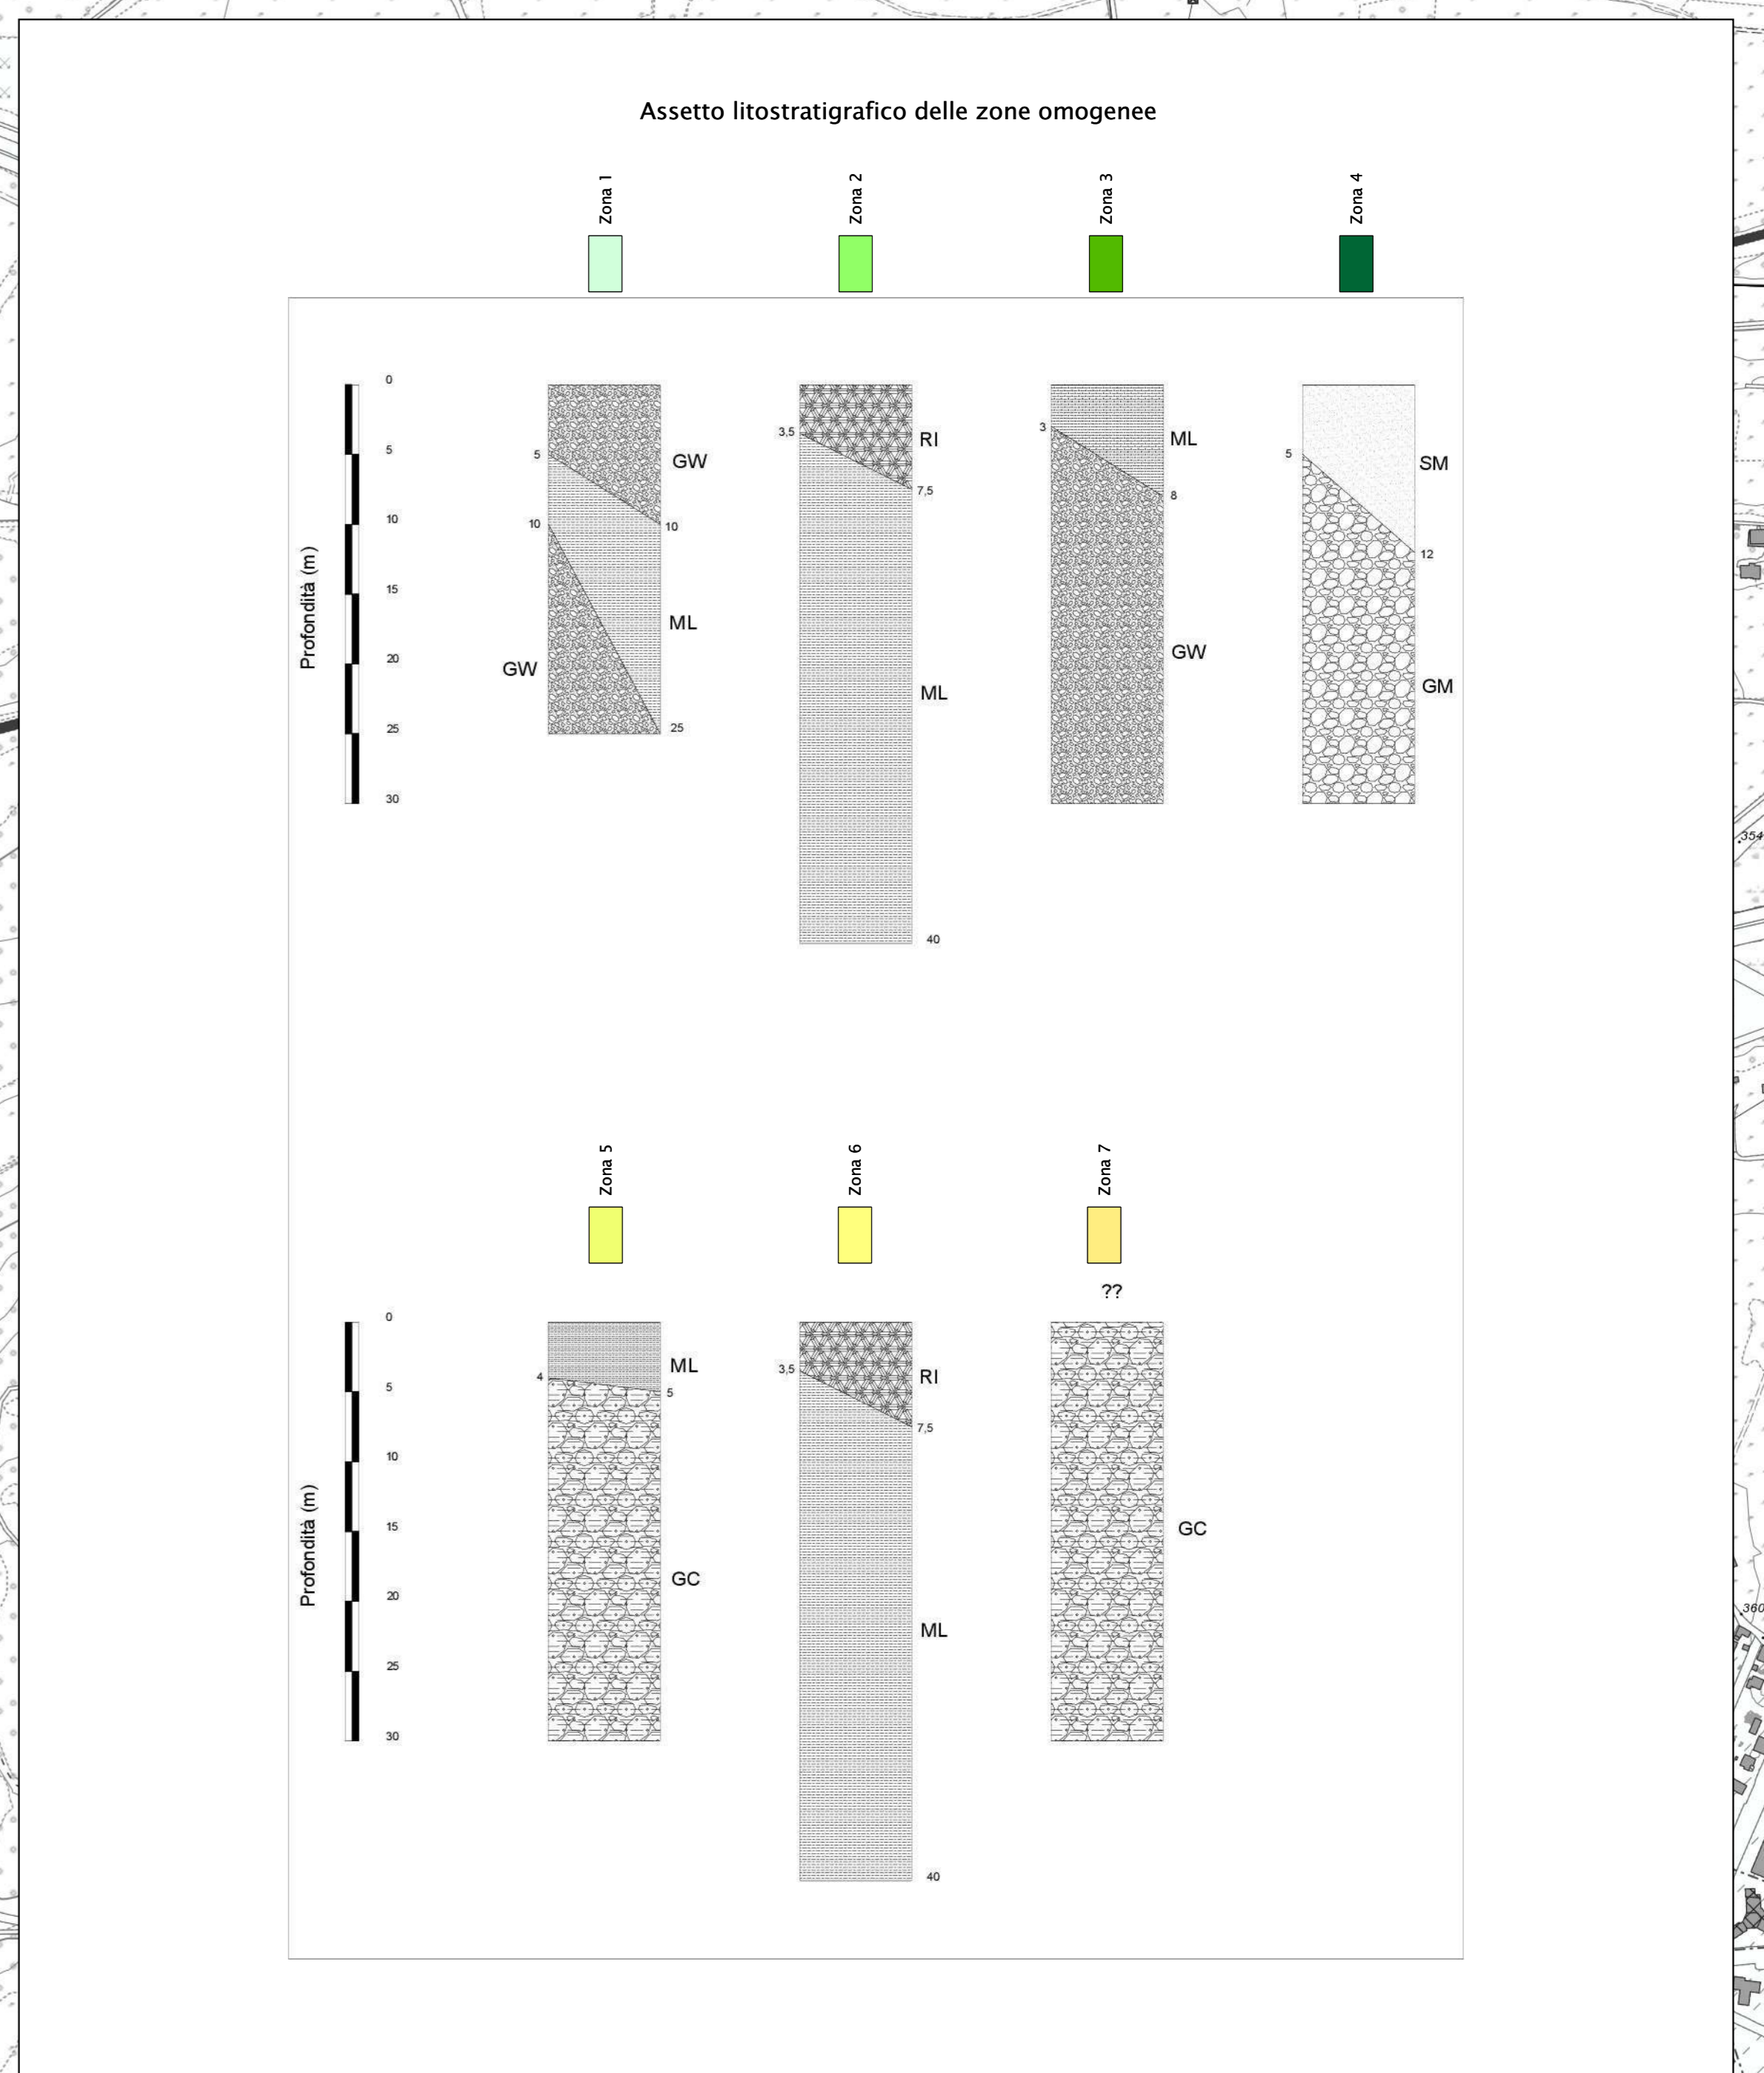 Assetto litostratigrafico delle zone omogenee
Zona 1
Zona 2
Zona 3
Zona 4
Profondità (m)
0
5
10
15
20
25
30
5
10
GW
10
ML
GW
25
3,5
RI
7,5
ML
40
3
ML
8
GW
5
SM
12
GM
354
Zona 5
Zona 6
Zona 7
??
Profondità (m)
0
5
10
15
20
25
30
4
ML
5
GC
3,5
RI
7,5
ML
40
GC
360